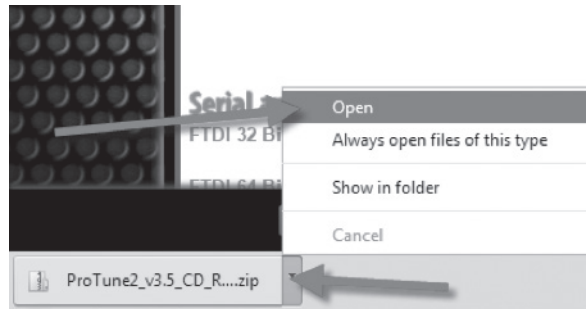 Serial
FTDI 32 Bi
FTDI 64 Bi
Open
Always open files of this type
Show in folder
Cancel
ProTune2_v3.5_CD_R....zip